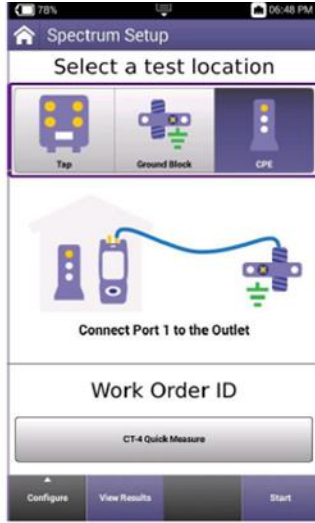 78%
06:48 PM
Spectrum Setup
Select a test location
Tap
Ground Block
CPE
Connect Port 1 to the Outlet
Work Order ID
CT-4 Quick Measure
Configure
View Results
Start